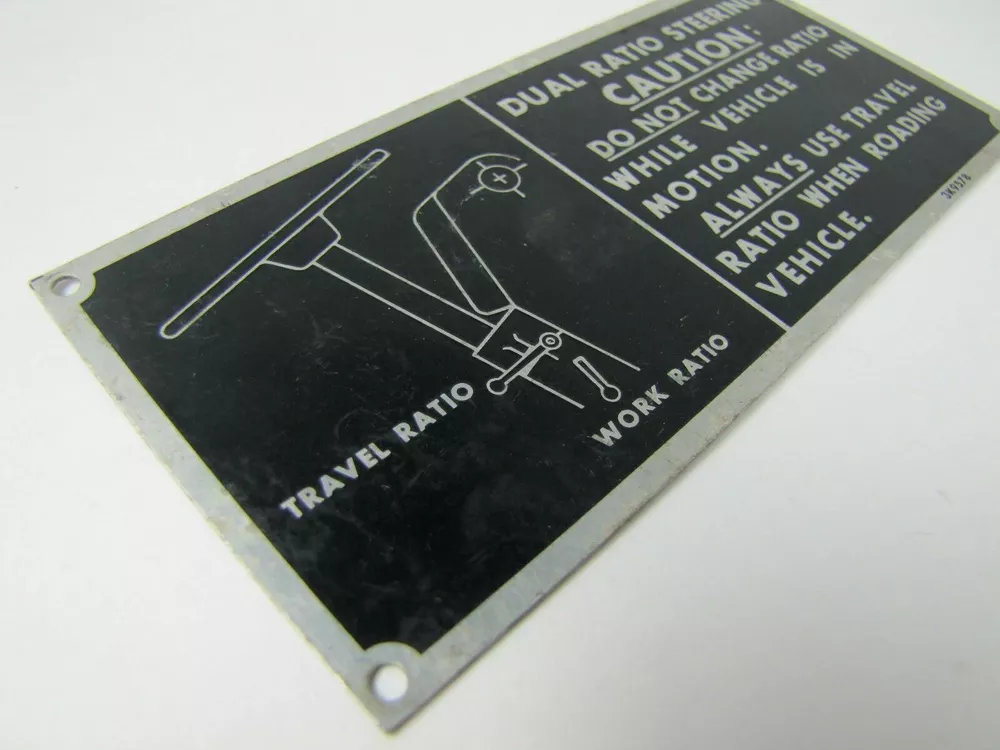 DUAL RATIO STEERING
CAUTION:
DO NOT CHANGE RATIO
WHILE VEHICLE IS IN
MOTION.
ALWAYS USE TRAVEL
RATIO WHEN ROADING
VEHICLE.
3K9578
TRAVEL RATIO
WORK RATIO